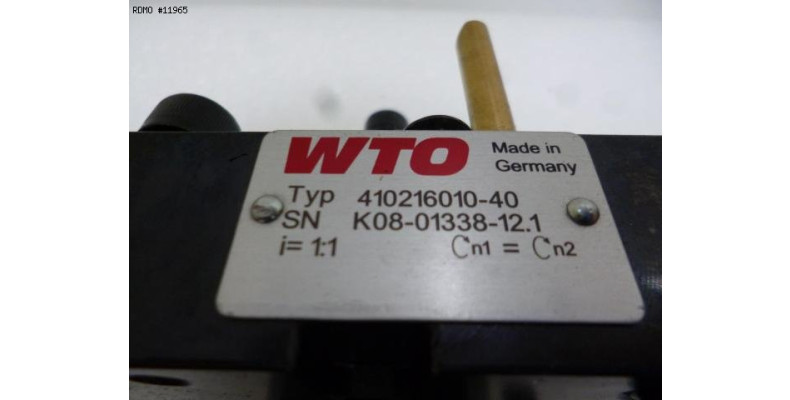 RDMO #11965
WTO
Made in
Germany
Typ 410216010-40
SN K08-01338-12.1
i= 1:1 Cn1 = Cn2